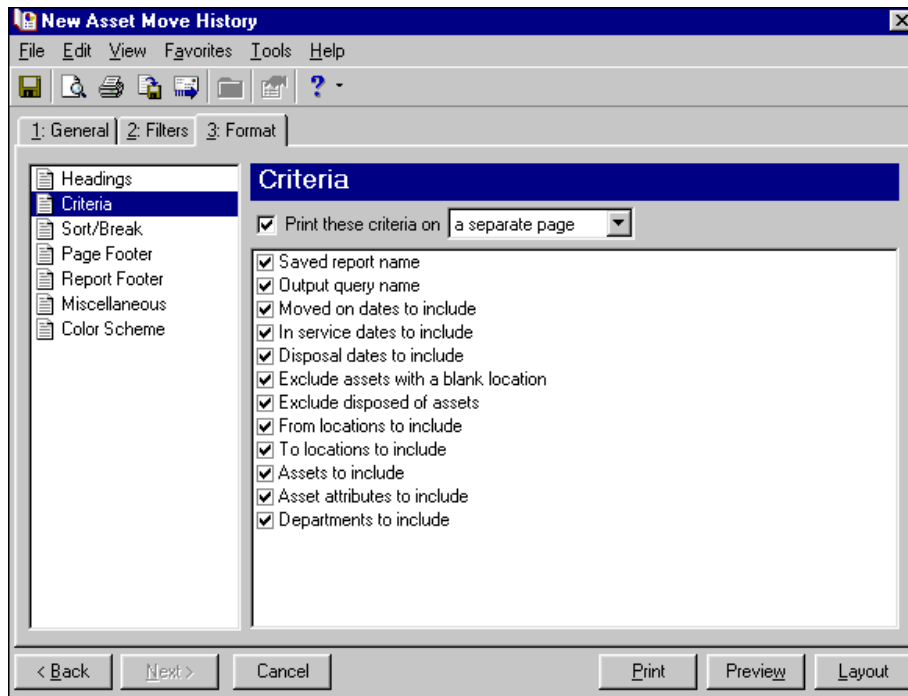 New Asset Move History
File Edit View Favorites Tools Help
?
1: General 2: Filters 3: Format
Headings
Criteria
Sort/Break
Page Footer
Report Footer
Miscellaneous
Color Scheme
Criteria
Print these criteria on a separate page
Saved report name
Output query name
Moved on dates to include
In service dates to include
Disposal dates to include
Exclude assets with a blank location
Exclude disposed of assets
From locations to include
To locations to include
Assets to include
Asset attributes to include
Departments to include
< Back Next > Cancel Print Preview Layout